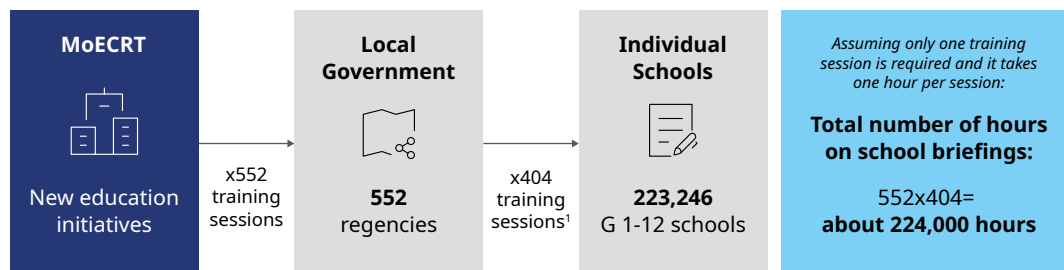 MoECRT
New education
initiatives
x552
training
sessions
Local
Government
552
regencies
x404
training
sessions¹
Individual
Schools
223,246
G 1-12 schools
Assuming only one training
session is required and it takes
one hour per session:
Total number of hours
on school briefings:
552x404=
about 224,000 hours